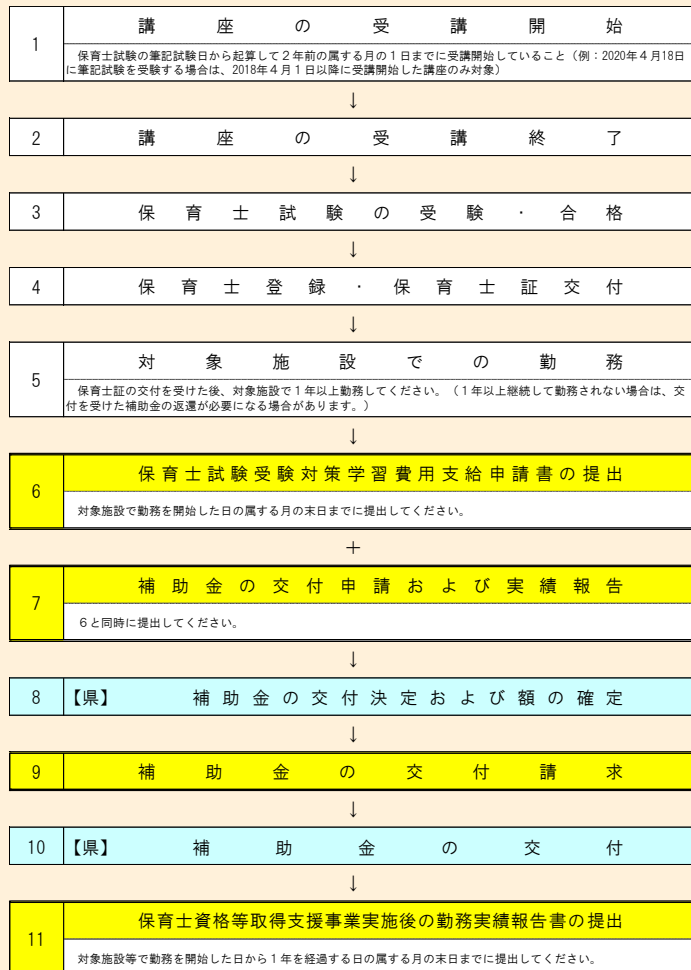 1
講座の受講開始
保育士試験の筆記試験日から起算して２年前の属する月の１日までに受講開始していること（例：2020年４月18日
に筆記試験を受験する場合は、2018年４月１日以降に受講開始した講座のみ対象）
↓
2
講座の受講終了
↓
3
保育士試験の受験・合格
↓
4
保育士登録・保育士証交付
↓
5
対象施設での勤務
保育士証の交付を受けた後、対象施設で１年以上勤務してください。（１年以上継続して勤務されない場合は、交
付を受けた補助金の返還が必要になる場合があります。）
↓
6
保育士試験受験対策学習費用支給申請書の提出
対象施設で勤務を開始した日の属する月の末日までに提出してください。
＋
7
補助金の交付申請および実績報告
６と同時に提出してください。
↓
8
【県】 補助金の交付決定および額の確定
↓
9
補助金の交付請求
↓
10
【県】 補助金の交付
↓
11
保育士資格等取得支援事業実施後の勤務実績報告書の提出
対象施設等で勤務を開始した日から１年を経過する日の属する月の末日までに提出してください。